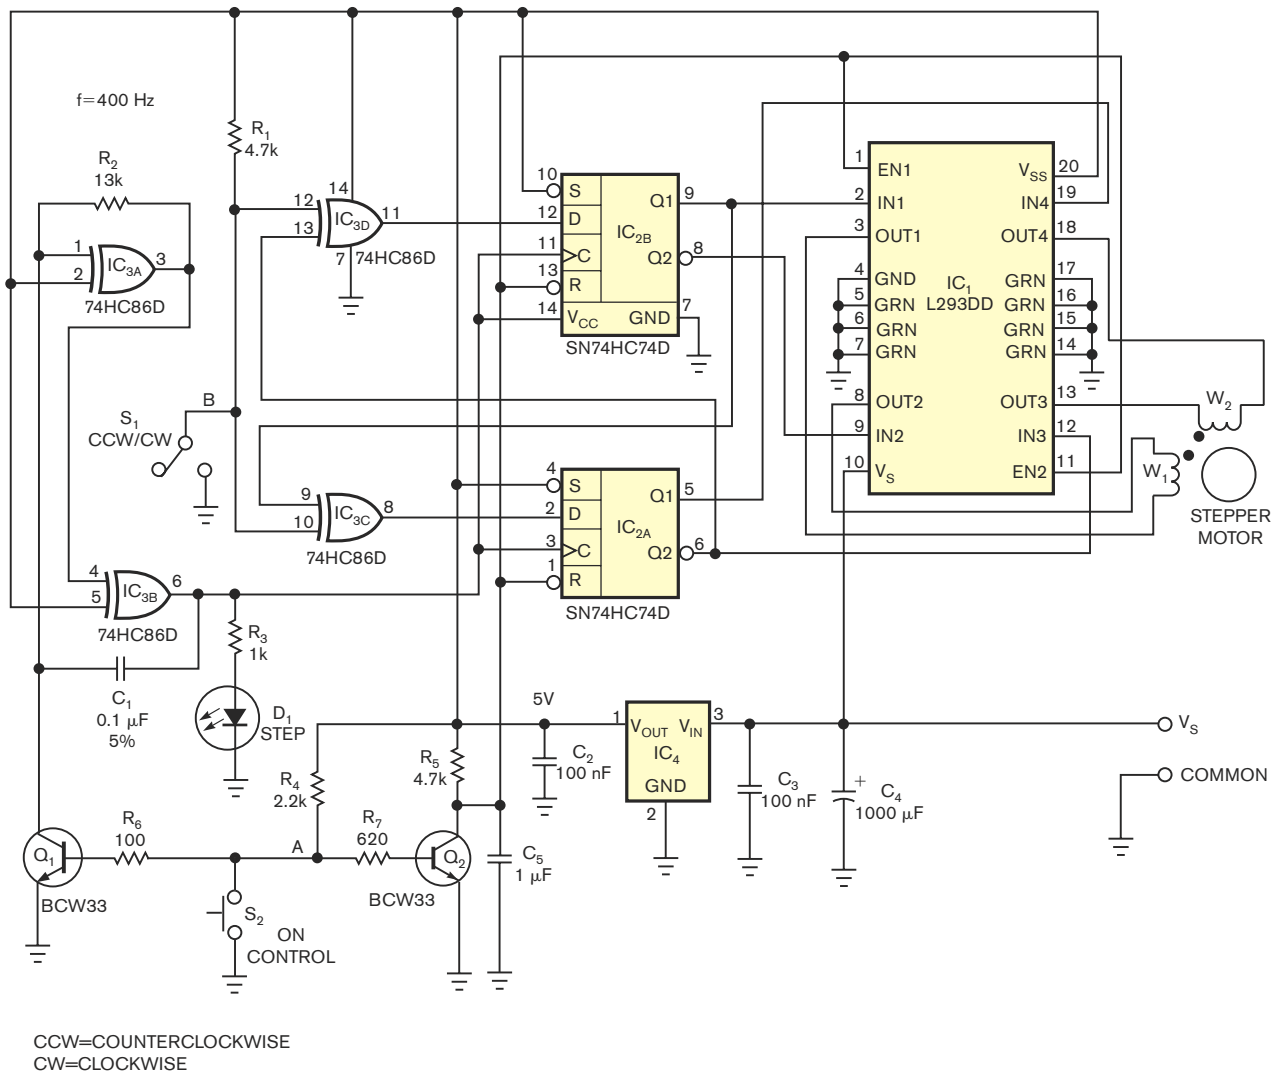 f=400 Hz
R1
4.7k
R2
13k
1
2
IC3A
3
74HC86D
12
13
14
IC3D
11
7
74HC86D
10
S
12
D
11
C
13
R
14
VCC
Q1
9
IC2B
Q2
8
GND
7
SN74HC74D
1
EN1
2
IN1
3
OUT1
4
GND
5
GRN
6
GRN
7
GRN
8
OUT2
9
IN2
10
VS
IC1
L293DD
VSS
20
IN4
19
OUT4
18
GRN
17
GRN
16
GRN
15
GRN
14
OUT3
13
IN3
12
EN2
11
W2
W1
STEPPER
MOTOR
S1
CCW/CW
B
9
10
IC3C
8
74HC86D
4
S
2
D
3
C
1
R
Q1
5
IC2A
Q2
6
SN74HC74D
4
5
IC3B
6
74HC86D
R3
1k
C1
0.1 µF
5%
D1
STEP
R4
2.2k
R5
4.7k
5V
C2
100 nF
1
VOUT
VIN
3
IC4
GND
2
C3
100 nF
+
C4
1000 µF
VS
COMMON
Q1
BCW33
R6
100
A
R7
620
Q2
BCW33
C5
1 µF
S2
ON
CONTROL
CCW=COUNTERCLOCKWISE
CW=CLOCKWISE